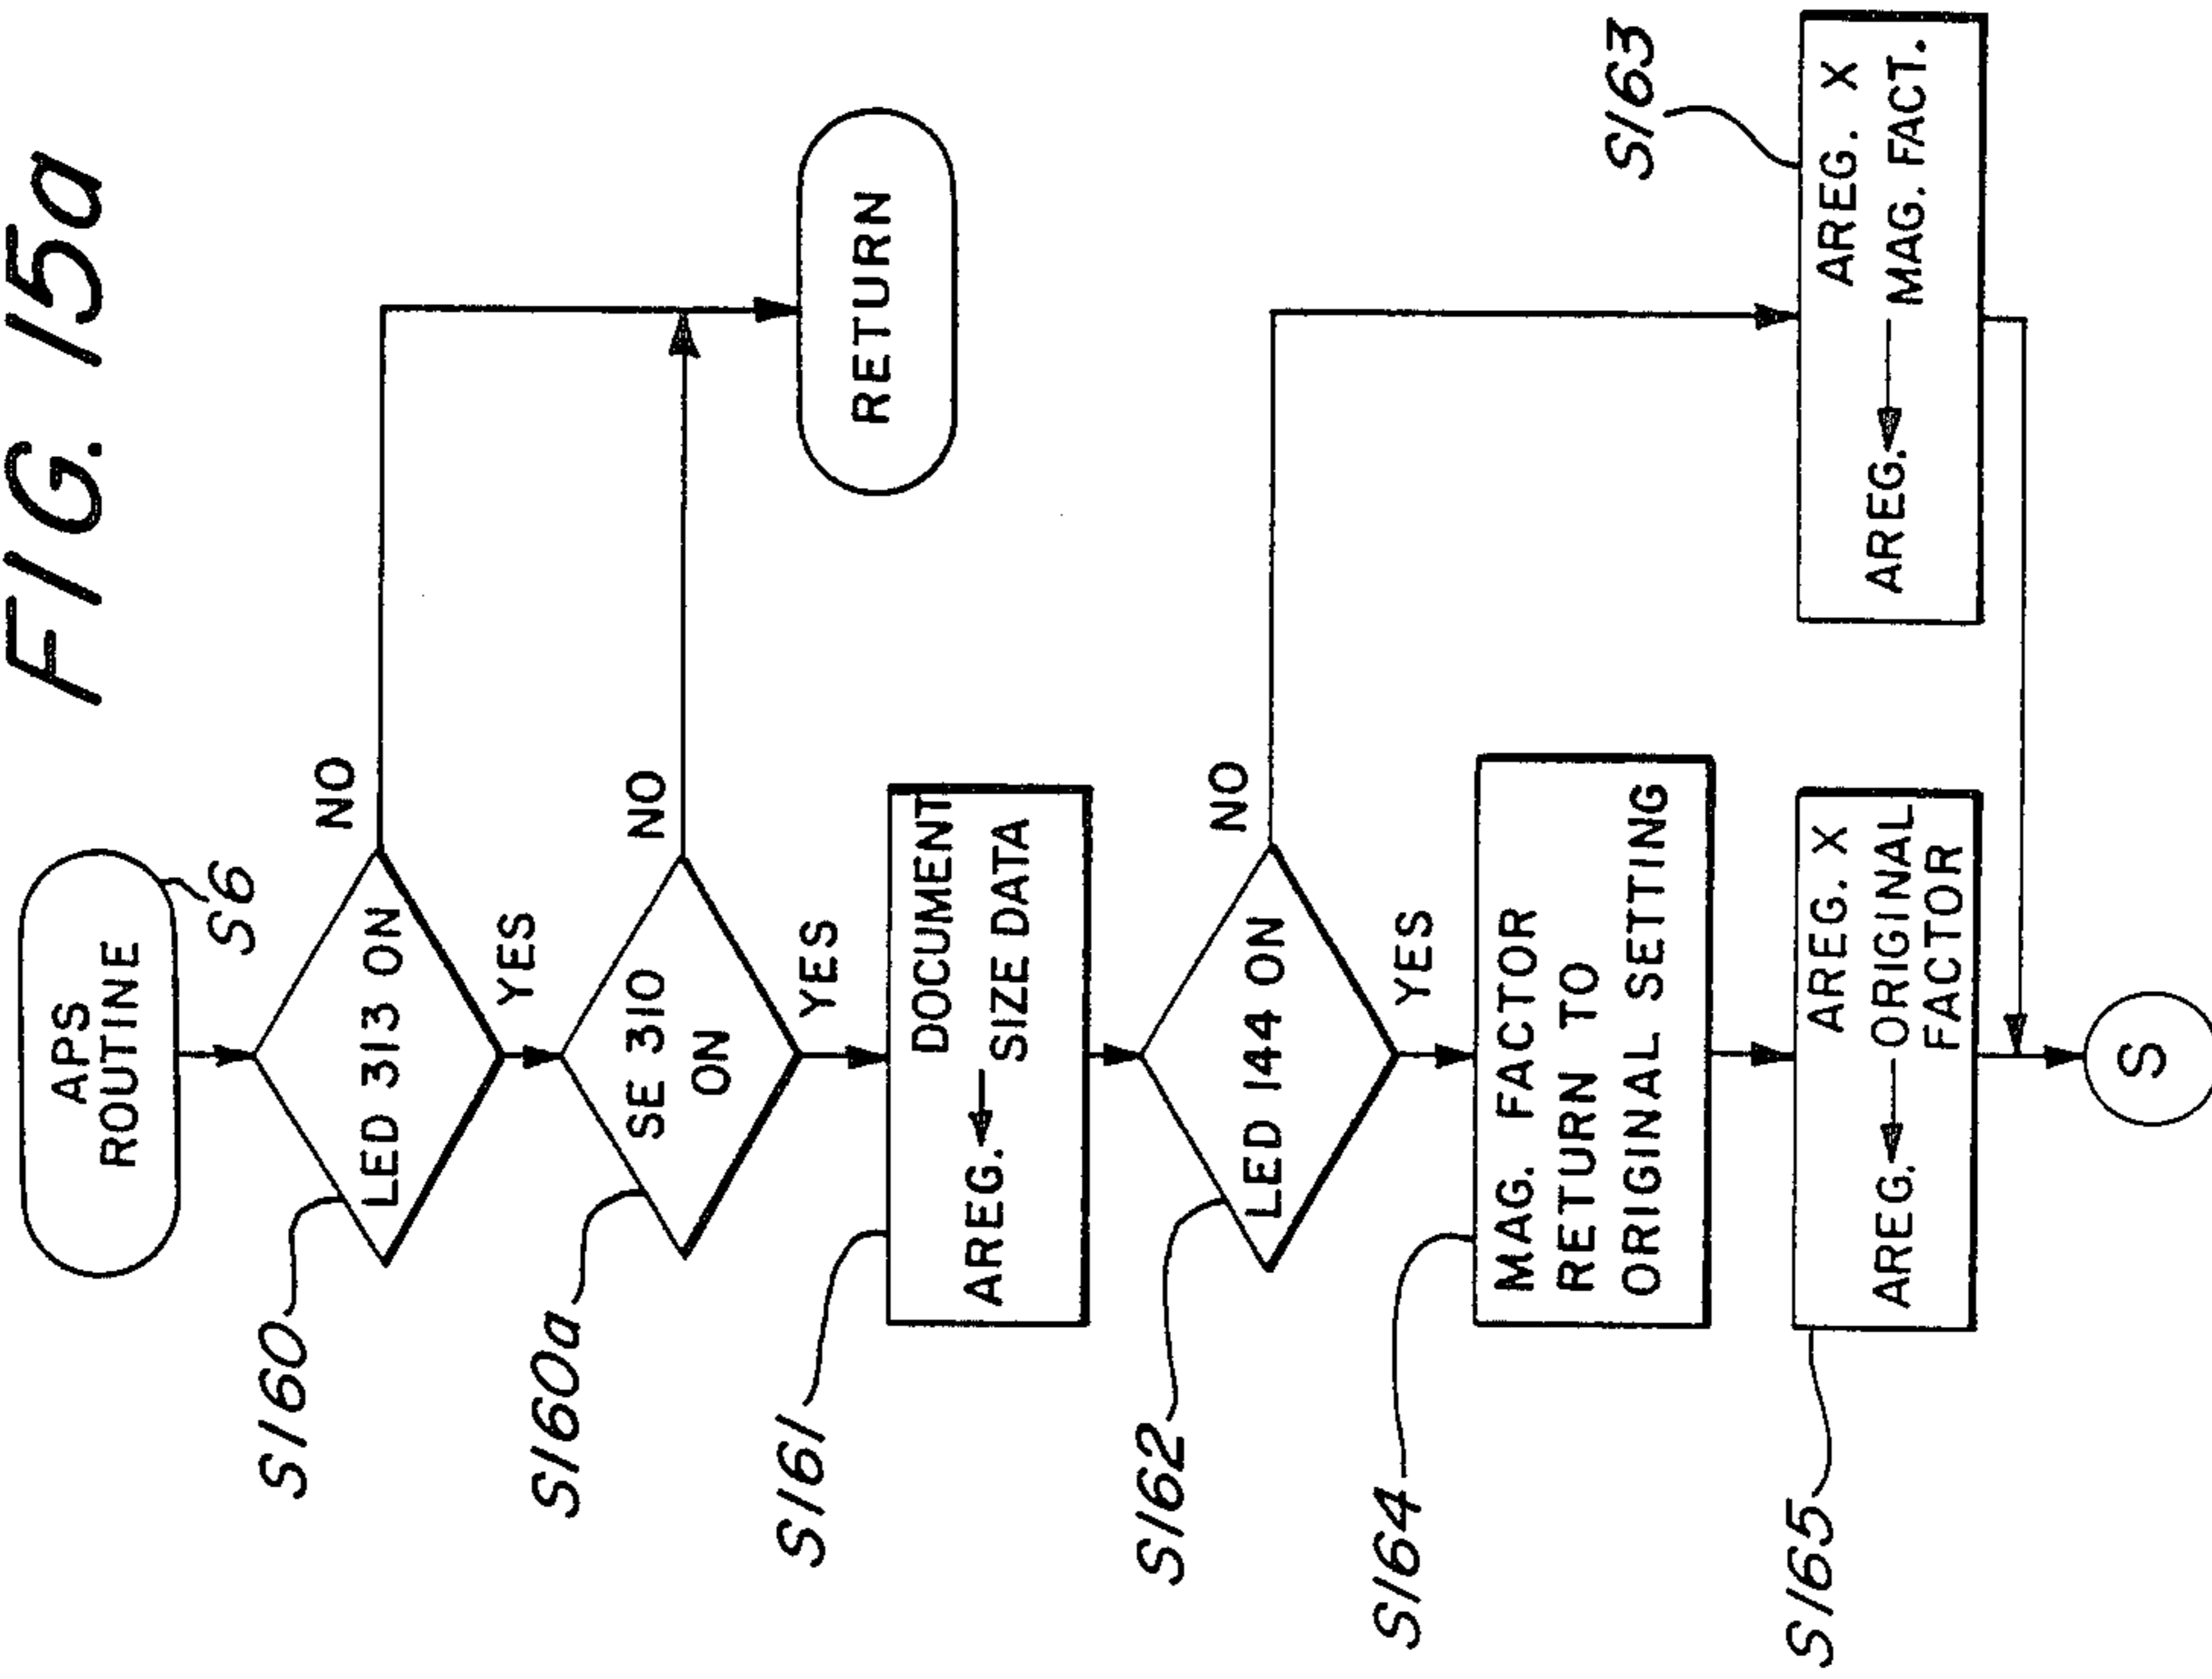 FIG. 15a
APS
ROUTINE
S6
S160
LED 313 ON
NO
YES
S160a
SE 310
ON
NO
YES
RETURN
S161
DOCUMENT
AREG. ← SIZE DATA
S162
LED 144 ON
NO
YES
S164
MAG. FACTOR
RETURN TO
ORIGINAL SETTING
S163
AREG. X
AREG. ← MAG. FACT.
S165
AREG. X
AREG. ← ORIGINAL
FACTOR
S